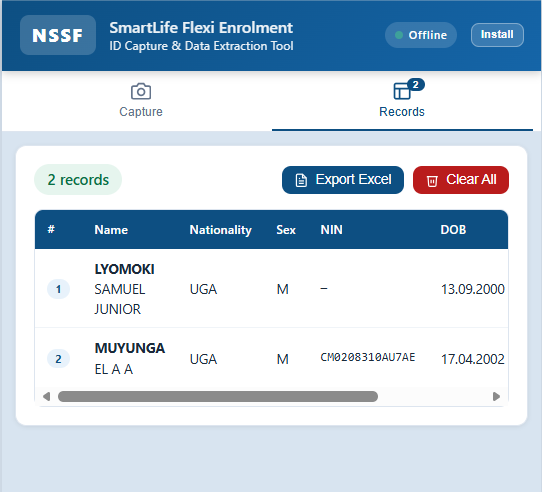 NSSF
SmartLife Flexi Enrolment
ID Capture & Data Extraction Tool
Offline
Install
Capture
2
Records
2 records
Export Excel
Clear All
# Name Nationality Sex NIN DOB
1 LYOMOKI SAMUEL JUNIOR UGA M – 13.09.2000
2 MUYUNGA EL A A UGA M CM0208310AU7AE 17.04.2002